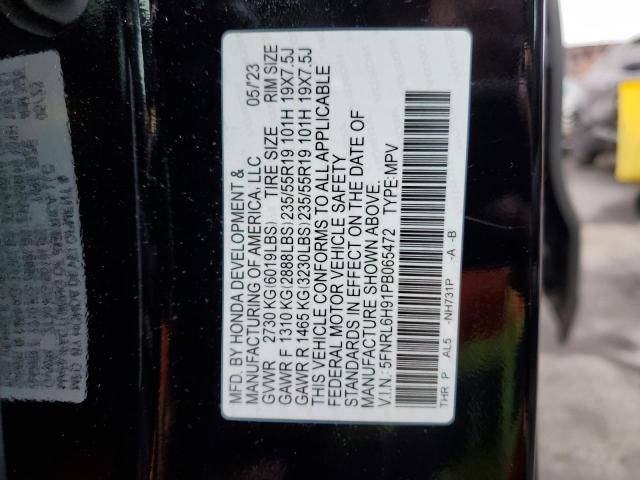 MFD. BY HONDA DEVELOPMENT &
MANUFACTURING OF AMERICA, LLC 05/23
GVWR 2730 KG(6019LBS) TIRE SIZE RIM SIZE
GAWR F 1310 KG(2888LBS)235/55R19 101H 19X7.5J
GAWR R 1465 KG(3230LBS)235/55R19 101H 19X7.5J
THIS VEHICLE CONFORMS TO ALL APPLICABLE
FEDERAL MOTOR VEHICLE SAFETY
STANDARDS IN EFFECT ON THE DATE OF
MANUFACTURE SHOWN ABOVE.
V.I.N.: 5FNRL6H91PB065472 TYPE:MPV
THR P AL5 -NH731P -A -B